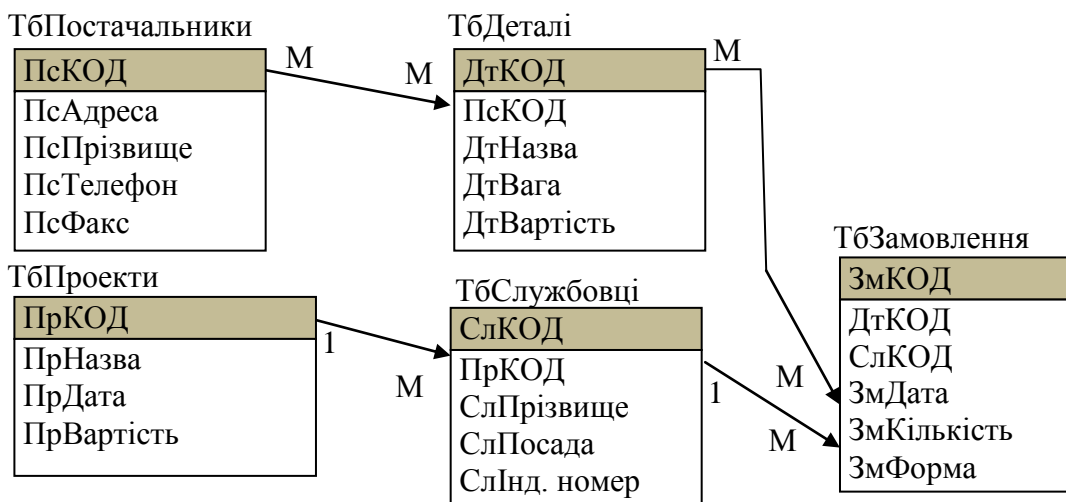 ТбПостачальники
ПсКОД
ПсАдреса
ПсПрізвище
ПсТелефон
ПсФакс
М
М
ТбДеталі
ДтКОД
ПсКОД
ДтНазва
ДтВага
ДтВартість
М
ТбПроекти
ПрКОД
ПрНазва
ПрДата
ПрВартість
1
М
ТбСлужбовці
СлКОД
ПрКОД
СлПрізвище
СлПосада
СлІнд. номер
1
М
М
ТбЗамовлення
ЗмКОД
ДтКОД
СлКОД
ЗмДата
ЗмКількість
ЗмФорма